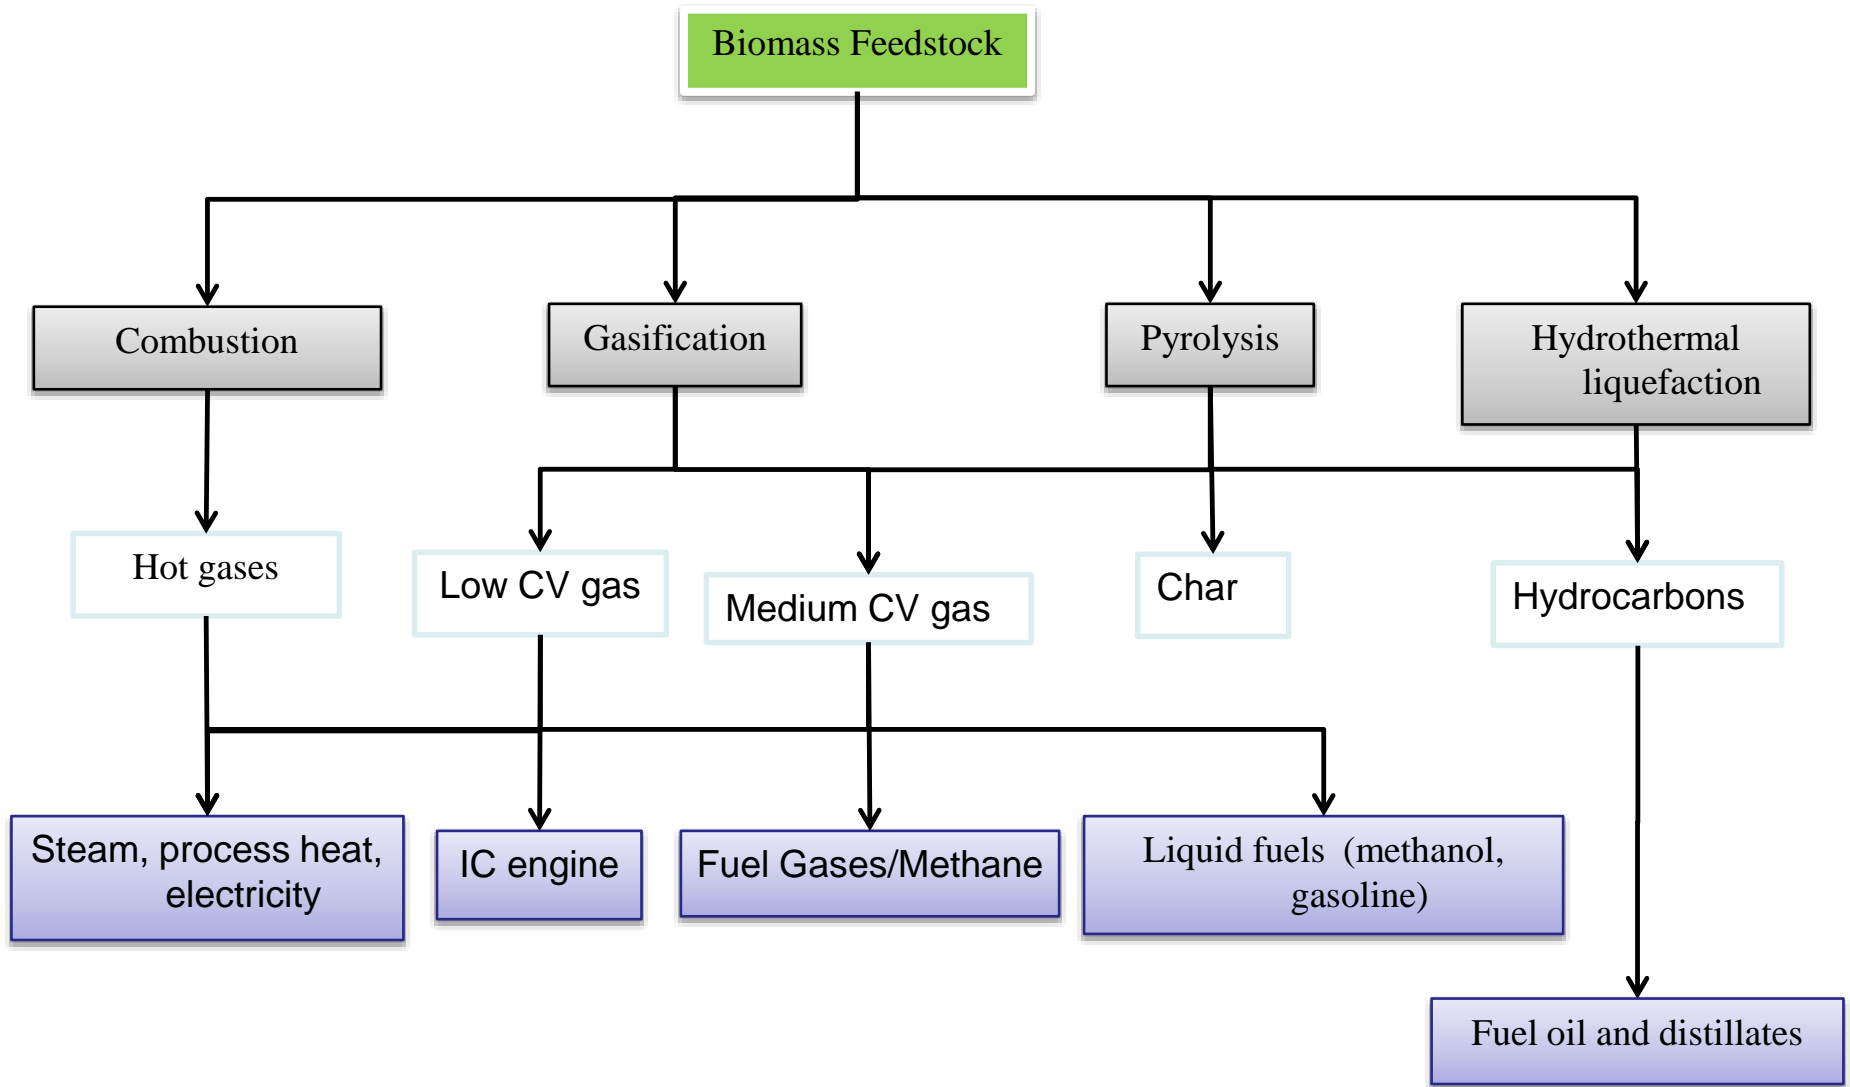 Biomass Feedstock
Combustion
Gasification
Pyrolysis
Hydrothermal
liquefaction
Hot gases
Low CV gas
Medium CV gas
Char
Hydrocarbons
Steam, process heat,
electricity
IC engine
Fuel Gases/Methane
Liquid fuels (methanol,
gasoline)
Fuel oil and distillates